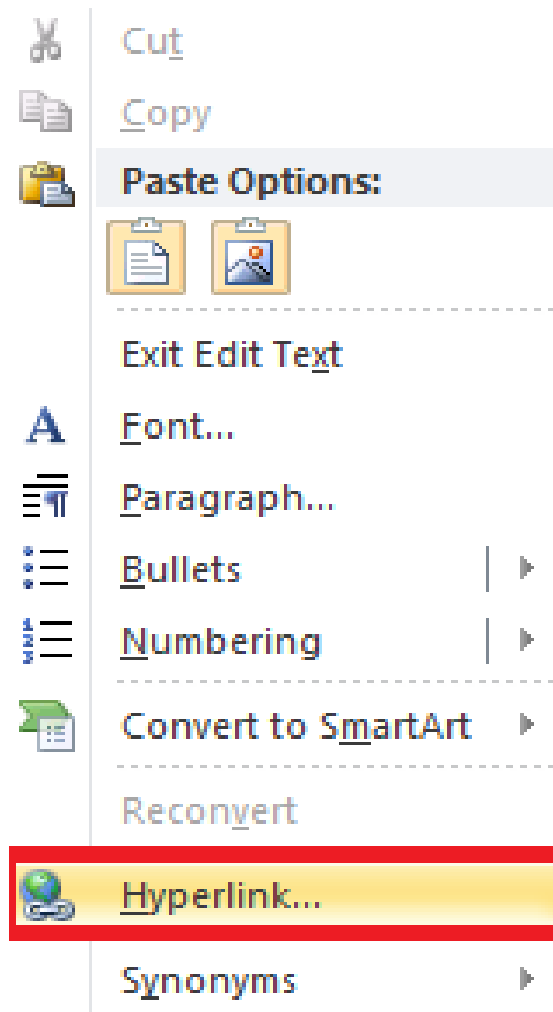 Cut
Copy
Paste Options:
Exit Edit Text
Font...
Paragraph...
Bullets
Numbering
Convert to SmartArt
Reconvert
Hyperlink...
Synonyms